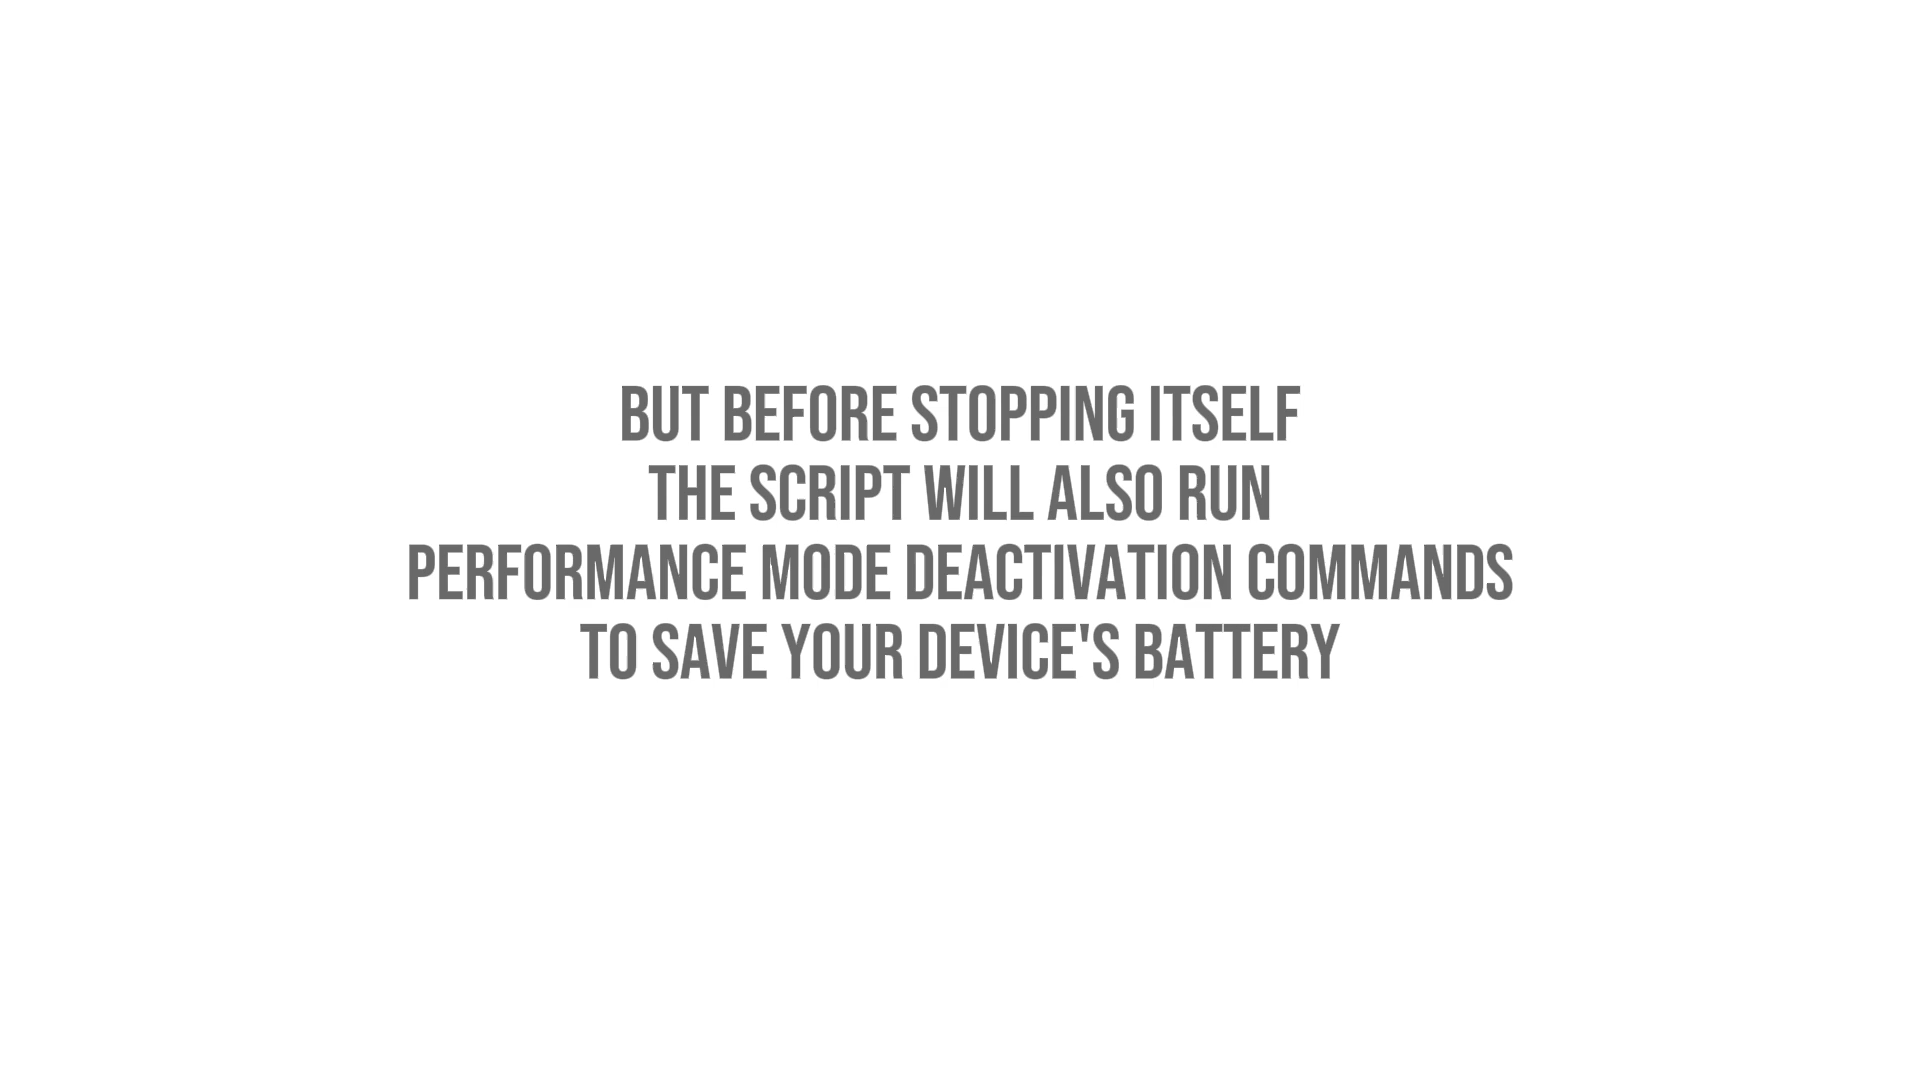 BUT BEFORE STOPPING ITSELF
THE SCRIPT WILL ALSO RUN
PERFORMANCE MODE DEACTIVATION COMMANDS
TO SAVE YOUR DEVICE'S BATTERY